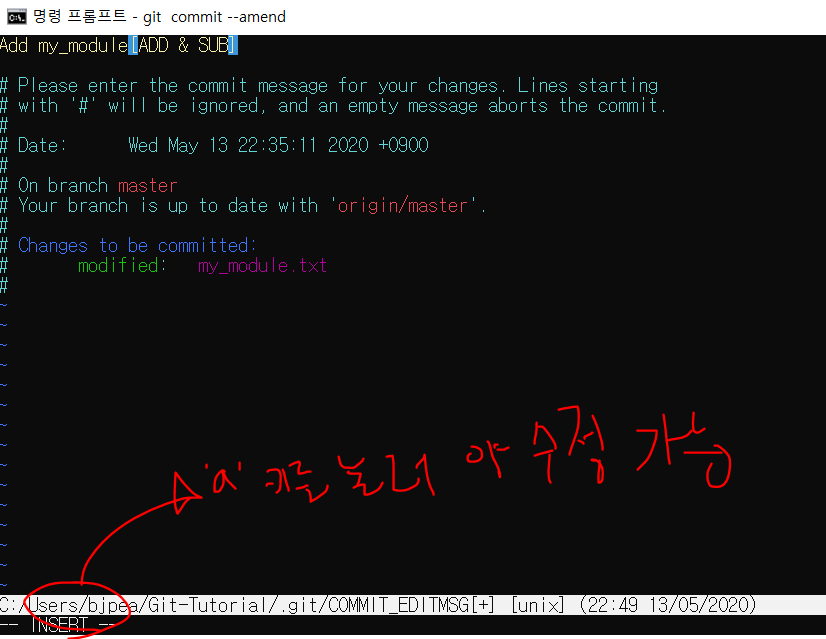 명령 프롬프트 - git  commit --amend
Add my_module[ADD & SUB]
# Please enter the commit message for your changes. Lines starting
# with '#' will be ignored, and an empty message aborts the commit.
#
# Date:      Wed May 13 22:35:11 2020 +0900
#
# On branch master
# Your branch is up to date with 'origin/master'.
#
# Changes to be committed:
#       modified:   my_module.txt
#
~
~
~
~
~
~
~
~
'a' 키를 눌러야 수정 가능
~
~
~
~
~
~
~
C:/Users/bjpea/Git-Tutorial/.git/COMMIT_EDITMSG[+] [unix] (22:49 13/05/2020)
-- INSERT --